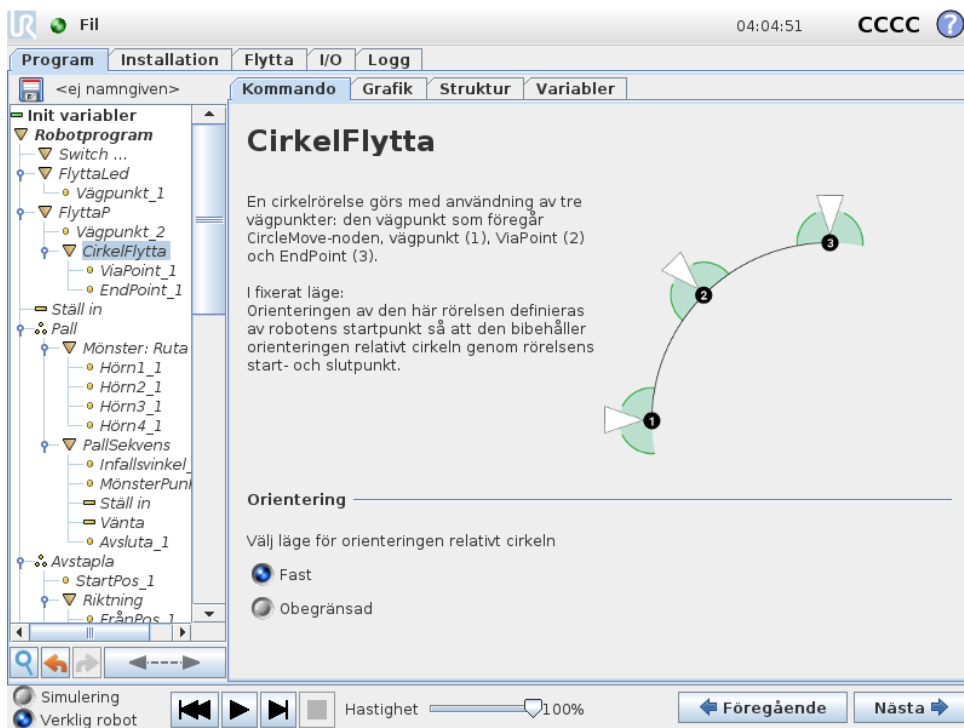 UR Fil 04:04:51 CCCC ?
Program Installation Flytta I/O Logg
<ej namngiven>
Kommando Grafik Struktur Variabler
Init variabler
Robotprogram
Switch ...
FlyttaLed
Vägpunkt_1
FlyttaP
Vägpunkt_2
CirkelFlytta
ViaPoint_1
EndPoint_1
Ställ in
Pall
Mönster: Ruta
Hörn1_1
Hörn2_1
Hörn3_1
Hörn4_1
PallSekvens
Infallsvinkel_
MönsterPun
Ställ in
Vänta
Avsluta_1
Avstapla
StartPos_1
Riktning
FrånPos_1
CirkelFlytta
En cirkelrörelse görs med användning av tre
vägpunkter: den vägpunkt som föregår
CircleMove-noden, vägpunkt (1), ViaPoint (2)
och EndPoint (3).
I fixerat läge:
Orienteringen av den här rörelsen definieras
av robotens startpunkt så att den bibehåller
orienteringen relativt cirkeln genom rörelsens
start- och slutpunkt.
3
2
1
Orientering
Välj läge för orienteringen relativt cirkeln
Fast
Obegränsad
Simulering
Verklig robot
Hastighet 100%
Föregående
Nästa